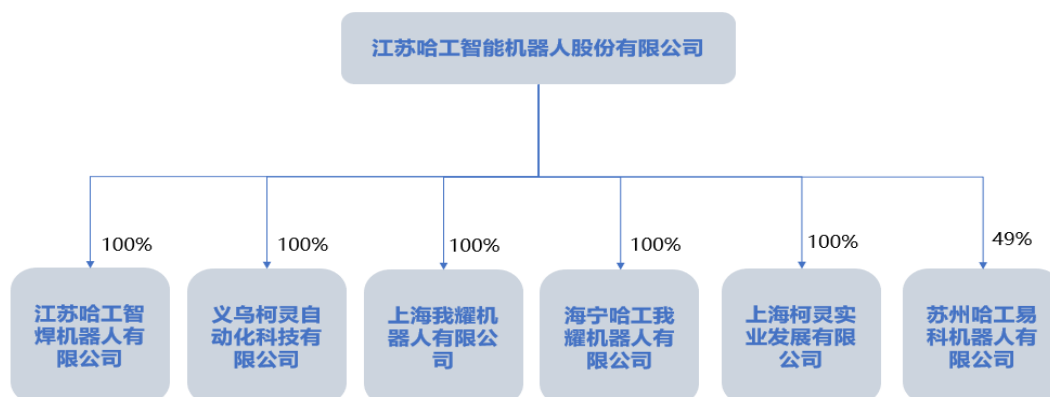 江苏哈工智能机器人股份有限公司
100%
100%
100%
100%
100%
49%
江苏哈工智
焊机器人有
限公司
义乌柯灵自
动化科技有
限公司
上海我耀机
器人有限公
司
海宁哈工我
耀机器人有
限公司
上海柯灵实
业发展有限
公司
苏州哈工易
科机器人有
限公司